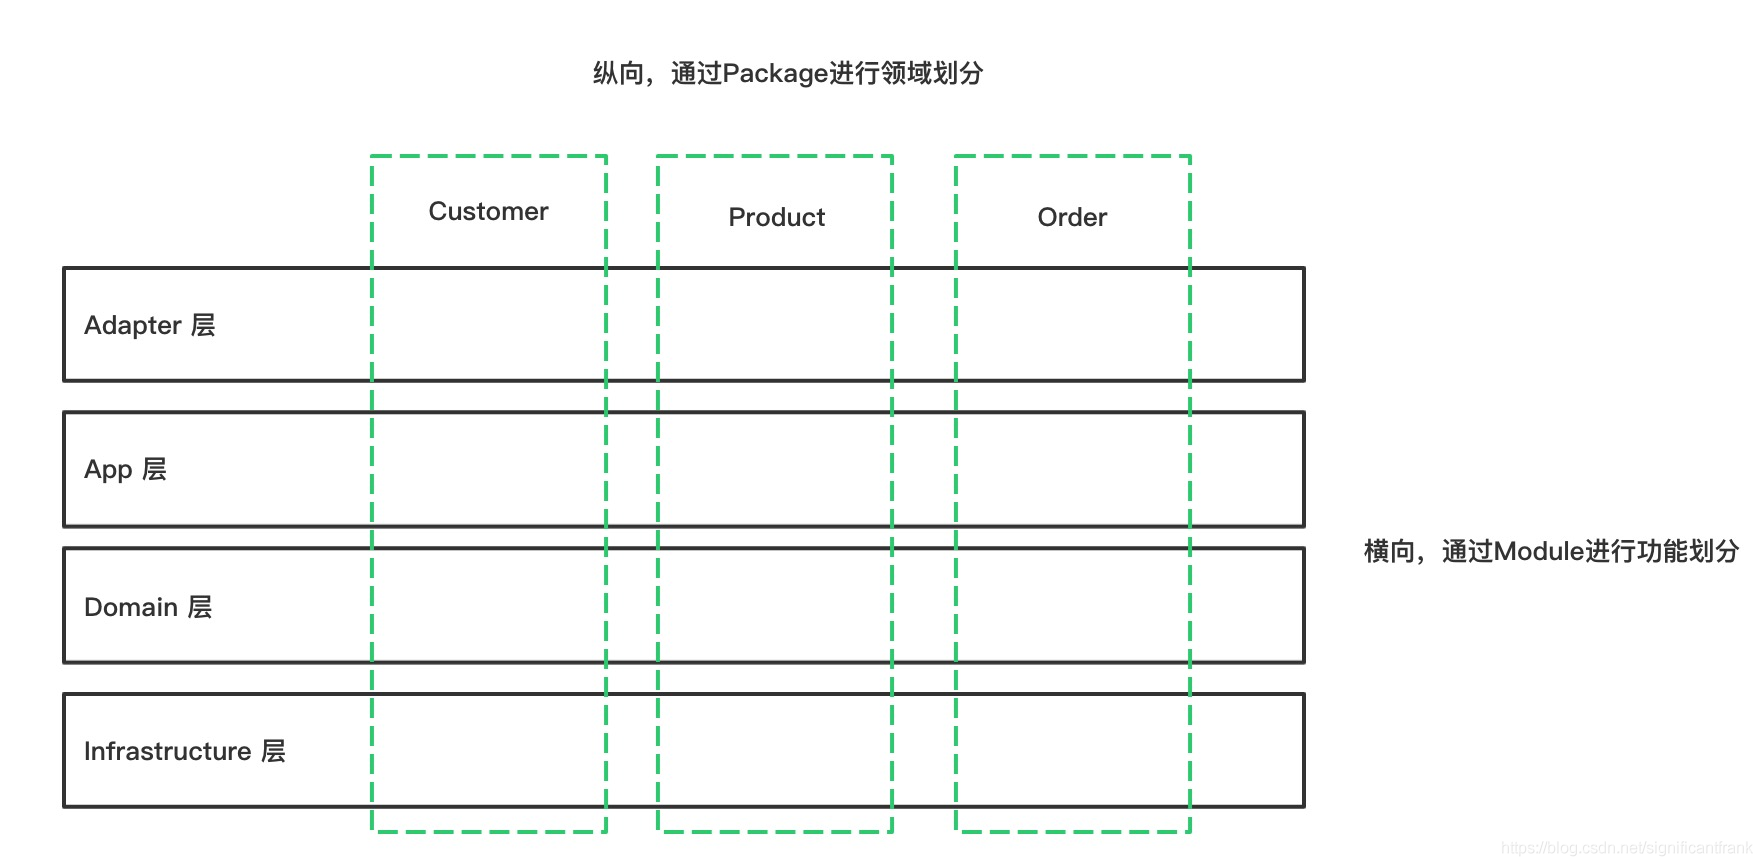 纵向，通过Package进行领域划分
Customer
Product
Order
Adapter 层
App 层
Domain 层
Infrastructure 层
横向，通过Module进行功能划分
https://blog.csdn.net/significantfrank